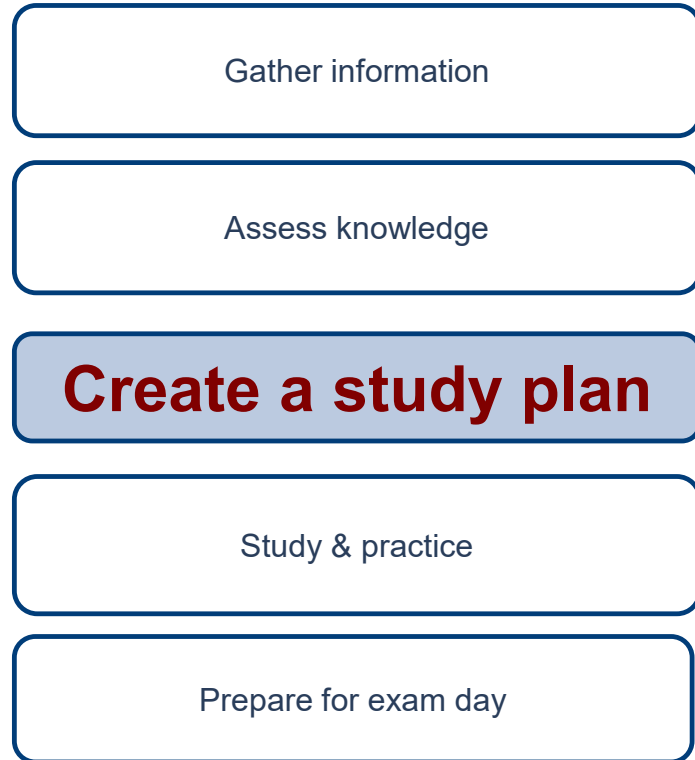 Gather information
Assess knowledge
Create a study plan
Study & practice
Prepare for exam day